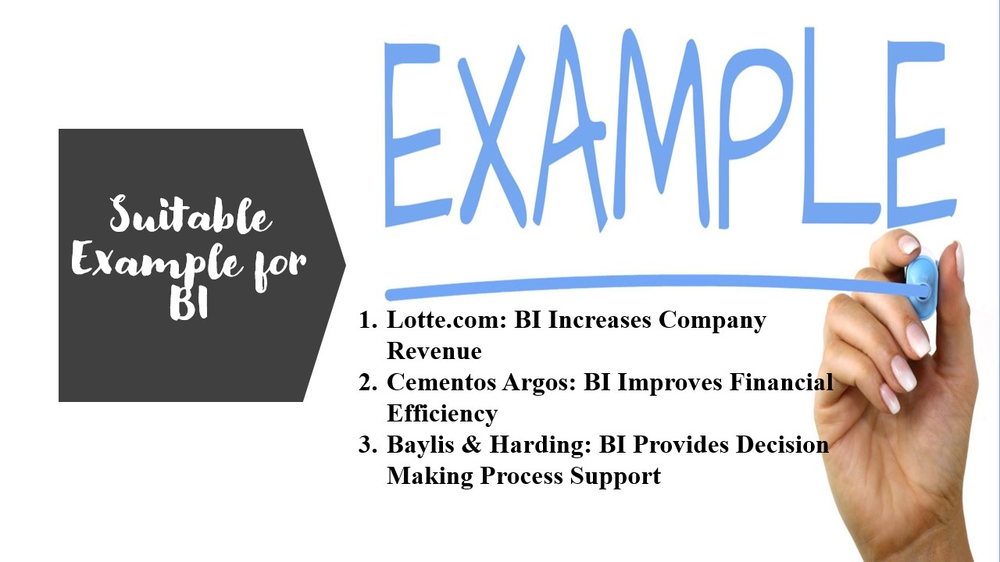 EXAMPLE
Suitable
Example for
BI
1. Lotte.com: BI Increases Company
Revenue
2. Cementos Argos: BI Improves Financial
Efficiency
3. Baylis & Harding: BI Provides Decision
Making Process Support